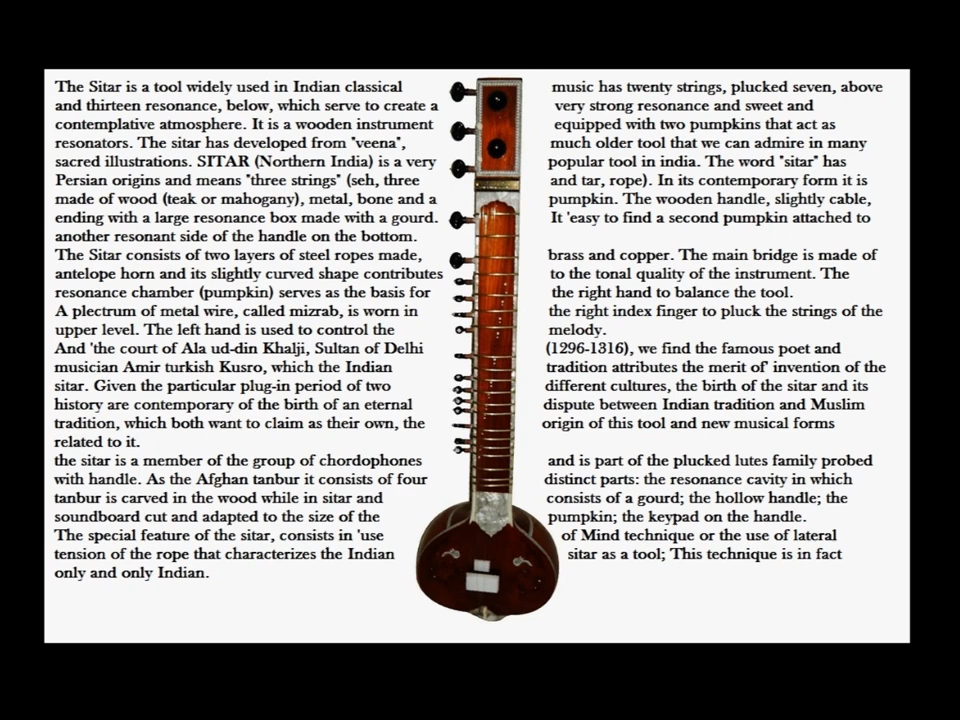 The Sitar is a tool widely used in Indian classical music has twenty strings, plucked seven, above
and thirteen resonance, below, which serve to create a very strong resonance and sweet and
contemplative atmosphere. It is a wooden instrument equipped with two pumpkins that act as
resonators. The sitar has developed from "veena", much older tool that we can admire in many
sacred illustrations. SITAR (Northern India) is a very popular tool in india. The word "sitar" has
Persian origins and means "three strings" (seh, three and tar, rope). In its contemporary form it is
made of wood (teak or mahogany), metal, bone and a pumpkin. The wooden handle, slightly cable,
ending with a large resonance box made with a gourd. It 'easy to find a second pumpkin attached to
another resonant side of the handle on the bottom.
The Sitar consists of two layers of steel ropes made, brass and copper. The main bridge is made of
antelope horn and its slightly curved shape contributes to the tonal quality of the instrument. The
resonance chamber (pumpkin) serves as the basis for the right hand to balance the tool.
A plectrum of metal wire, called mizrab, is worn in the right index finger to pluck the strings of the
upper level. The left hand is used to control the melody.
And 'the court of Ala ud-din Khalji, Sultan of Delhi (1296-1316), we find the famous poet and
musician Amir turkish Kusro, which the Indian tradition attributes the merit of' invention of the
sitar. Given the particular plug-in period of two different cultures, the birth of the sitar and its
history are contemporary of the birth of an eternal dispute between Indian tradition and Muslim
tradition, which both want to claim as their own, the origin of this tool and new musical forms
related to it.
the sitar is a member of the group of chordophones and is part of the plucked lutes family probed
with handle. As the Afghan tanbur it consists of four distinct parts: the resonance cavity in which
tanbur is carved in the wood while in sitar and consists of a gourd; the hollow handle; the
soundboard cut and adapted to the size of the pumpkin; the keypad on the handle.
The special feature of the sitar, consists in 'use of Mind technique or the use of lateral
tension of the rope that characterizes the Indian sitar as a tool; This technique is in fact
only and only Indian.